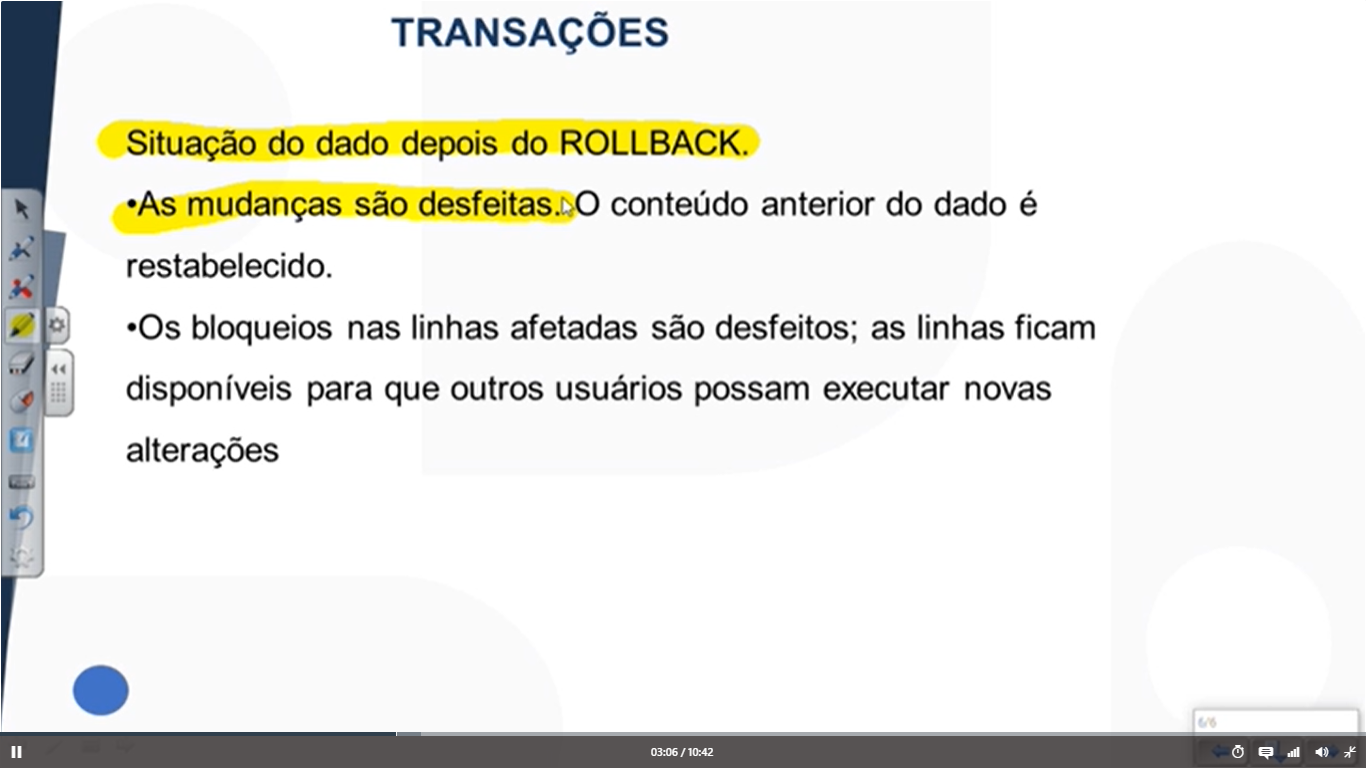 TRANSAÇÕES
Situação do dado depois do ROLLBACK.
•As mudanças são desfeitas. O conteúdo anterior do dado é
restabelecido.
•Os bloqueios nas linhas afetadas são desfeitos; as linhas ficam
disponíveis para que outros usuários possam executar novas
alterações
6/6
03:06 / 10:42